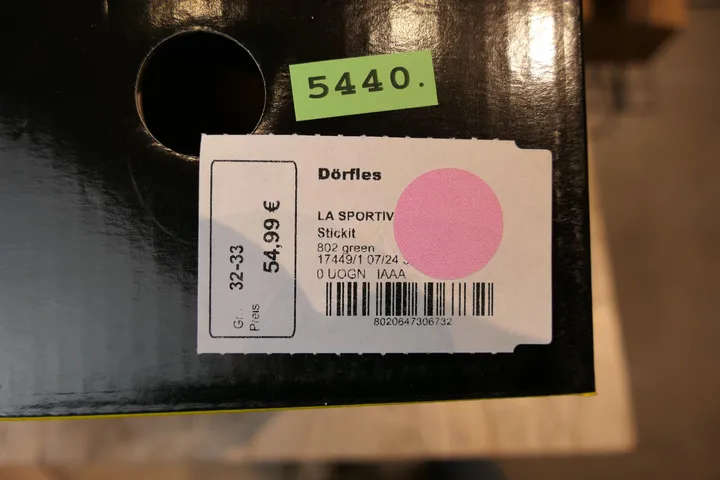 5440.
Dörfles
LA SPORTIV
Stickit
802 green
17449/1 07/24
0 UOGN IAAA
8020647306732
Gr. 32-33
Preis 54,99 €